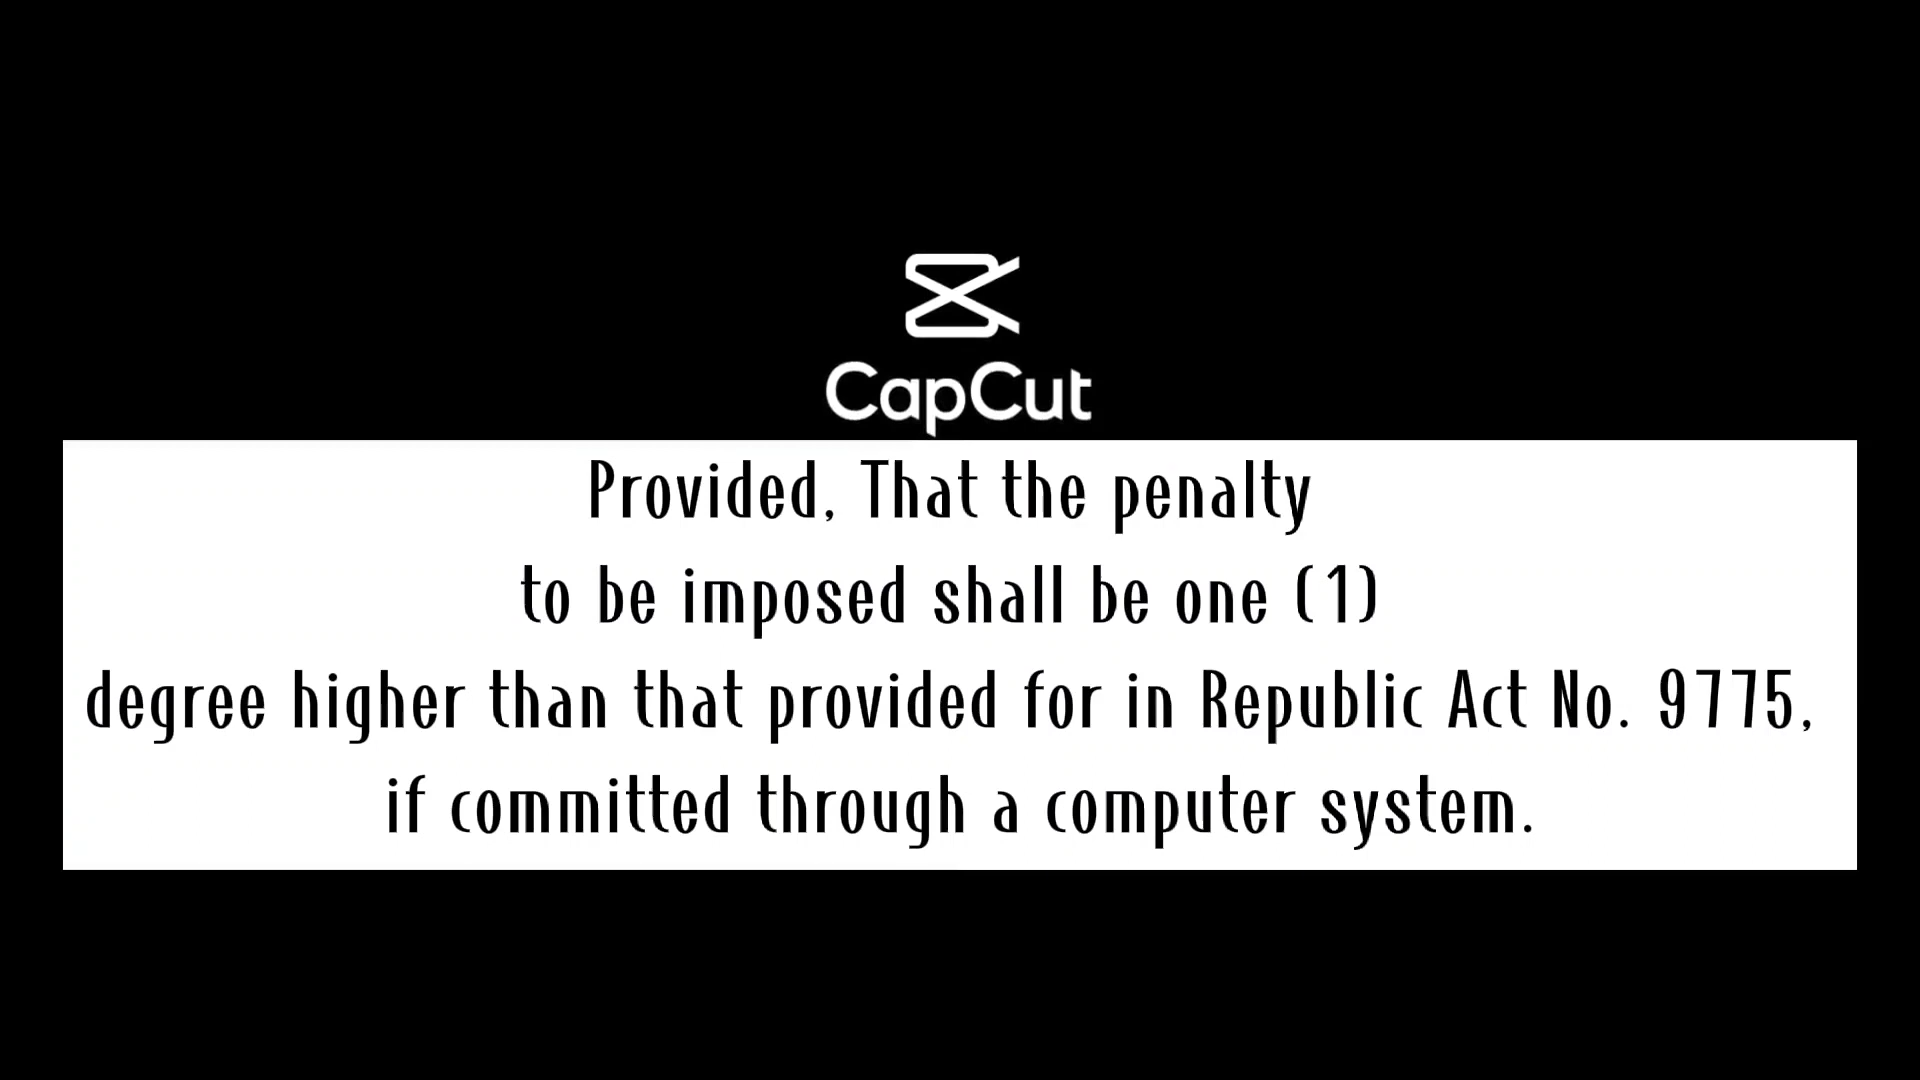 CapCut
Provided, That the penalty
to be imposed shall be one (1)
degree higher than that provided for in Republic Act No. 9775,
if committed through a computer system.